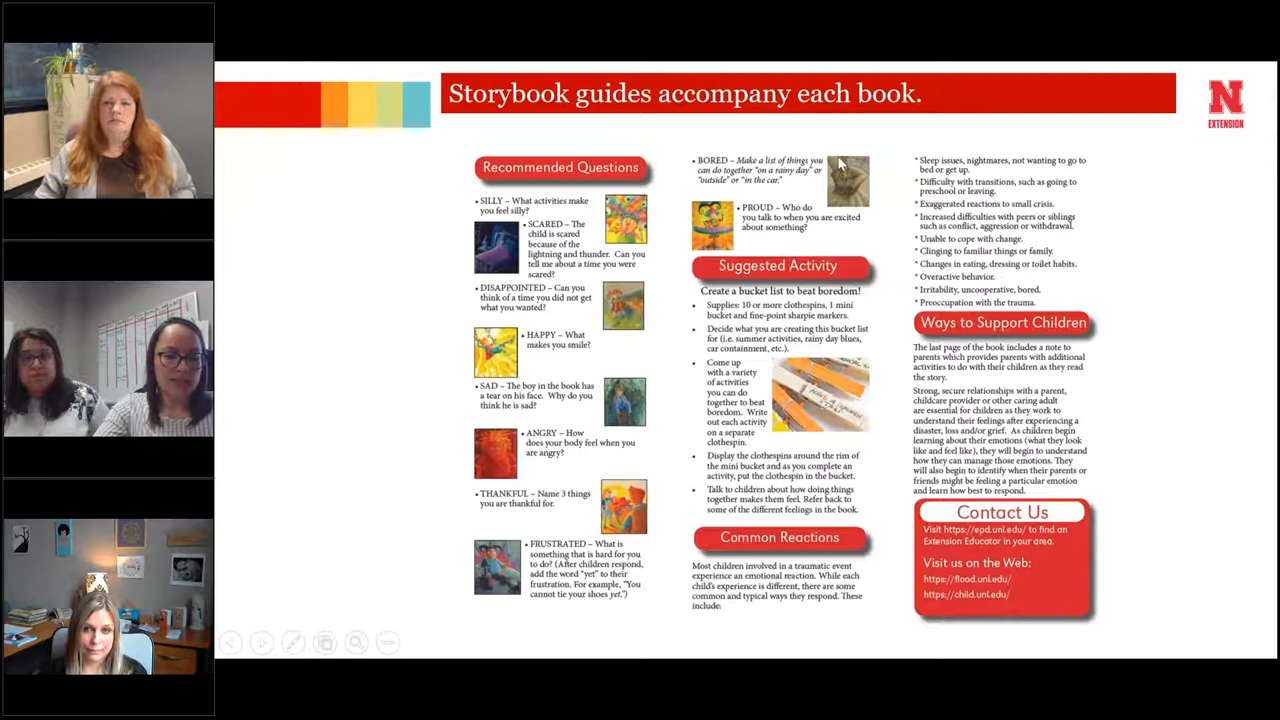 Storybook guides accompany each book.
N
EXTENSION
Recommended Questions
• SILLY – What activities make
you feel silly?
• SCARED – The
child is scared
because of the
lightning and thunder. Can you
tell me about a time you were
scared?
• DISAPPOINTED – Can you
think of a time you did not get
what you wanted?
• HAPPY – What
makes you smile?
• SAD – The boy in the book has
a tear on his face. Why do you
think he is sad?
• ANGRY – How
does your body feel when you
are angry?
• THANKFUL – Name 3 things
you are thankful for.
• FRUSTRATED – What is
something that is hard for you
to do? (After children respond,
add the word "yet" to their
frustration. For example, "You
cannot tie your shoes yet.")
• BORED – Make a list of things you
can do together "on a rainy day" or
"outside" or "in the car."
• PROUD – Who do
you talk to when you are excited
about something?
Suggested Activity
Create a bucket list to beat boredom!
• Supplies: 10 or more clothespins, 1 mini
bucket and fine-point sharpie markers.
• Decide what you are creating this bucket list
for (i.e. summer activities, rainy day blues,
car containment, etc.).
• Come up
with a variety
of activities
you can do
together to beat
boredom. Write
out each activity
on a separate
clothespin.
• Display the clothespins around the rim of
the mini bucket and as you complete an
activity, put the clothespin in the bucket.
• Talk to children about how doing things
together makes them feel. Refer back to
some of the different feelings in the book.
Common Reactions
Most children involved in a traumatic event
experience an emotional reaction. While each
child's experience is different, there are some
common and typical ways they respond. These
include:
* Sleep issues, nightmares, not wanting to go to
bed or get up.
* Difficulty with transitions, such as going to
preschool or leaving.
* Exaggerated reactions to small crisis.
* Increased difficulties with peers or siblings
such as conflict, aggression or withdrawal.
* Unable to cope with change.
* Clinging to familiar things or family.
* Changes in eating, dressing or toilet habits.
* Overactive behavior.
* Irritability, uncooperative, bored.
* Preoccupation with the trauma.
Ways to Support Children
The last page of the book includes a note to
parents which provides parents with additional
activities to do with their children as they read
the story.
Strong, secure relationships with a parent,
childcare provider or other caring adult
are essential for children as they work to
understand their feelings after experiencing a
disaster, loss and/or grief. As children begin
learning about their emotions (what they look
like and feel like), they will begin to understand
how they can manage those emotions. They
will also begin to identify when their parents or
friends might be feeling a particular emotion
and learn how best to respond.
Contact Us
Visit https://epd.unl.edu/ to find an
Extension Educator in your area.
Visit us on the Web:
https://flood.unl.edu/
https://child.unl.edu/